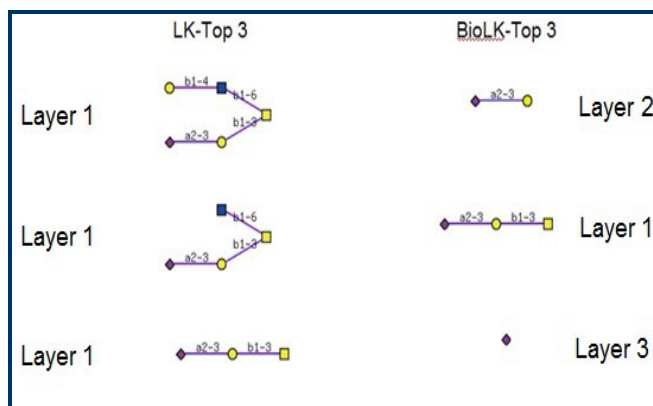 LK-Top 3
BioLK-Top 3
b1-4
b1-6
Layer 1
b1-3
a2-3
a2-3
Layer 2
b1-6
Layer 1
b1-3
a2-3
a2-3 b1-3
Layer 1
Layer 1
a2-3 b1-3
Layer 3